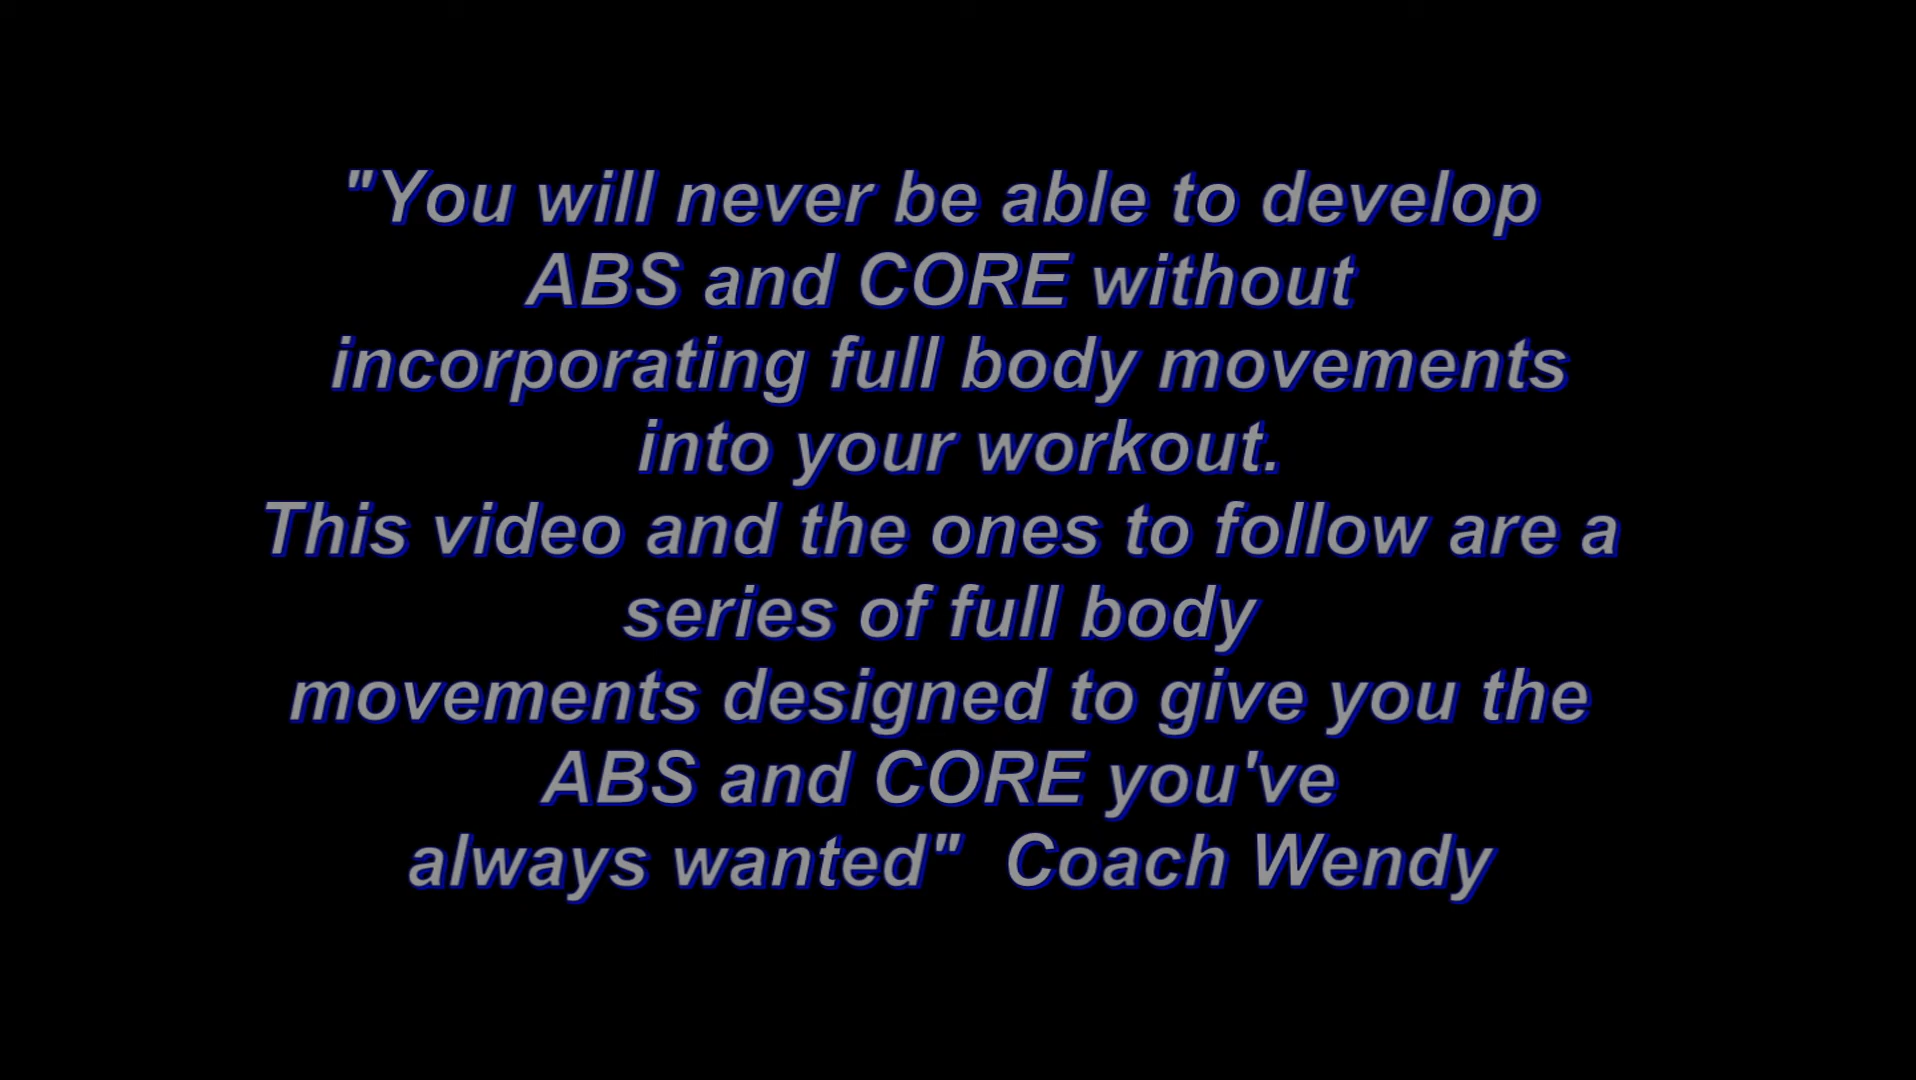 "You will never be able to develop
ABS and CORE without
incorporating full body movements
into your workout.
This video and the ones to follow are a
series of full body
movements designed to give you the
ABS and CORE you've
always wanted"  Coach Wendy